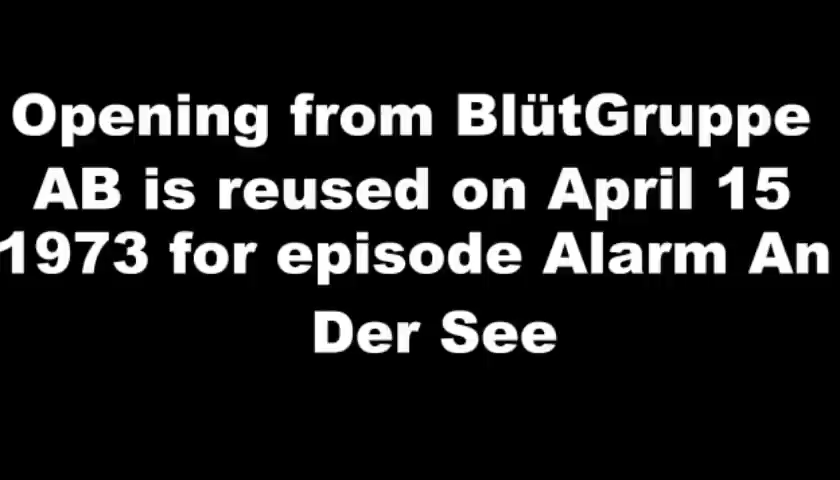 Opening from BlütGruppe
AB is reused on April 15
1973 for episode Alarm An
Der See